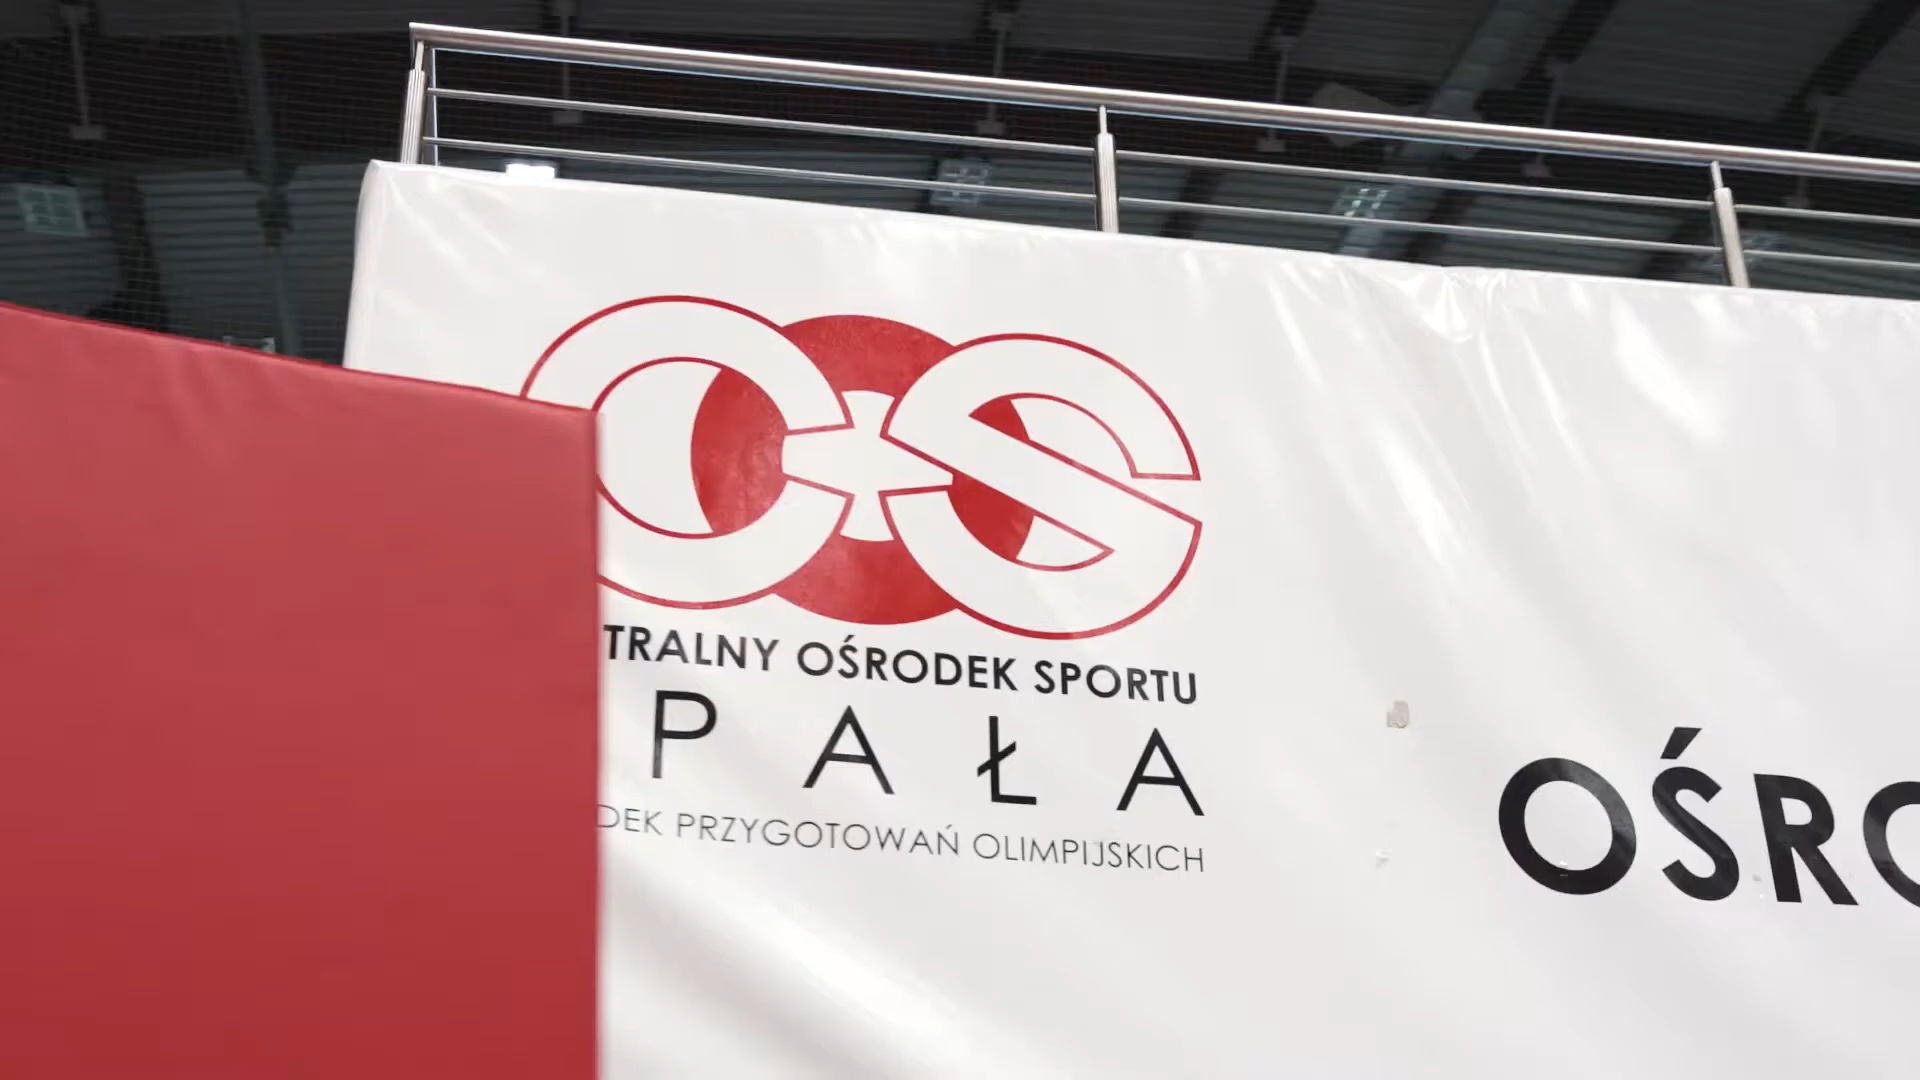 COS
TRALNY OŚRODEK SPORTU
PAŁA
DEK PRZYGOTOWAŃ OLIMPIJSKICH
OŚRO